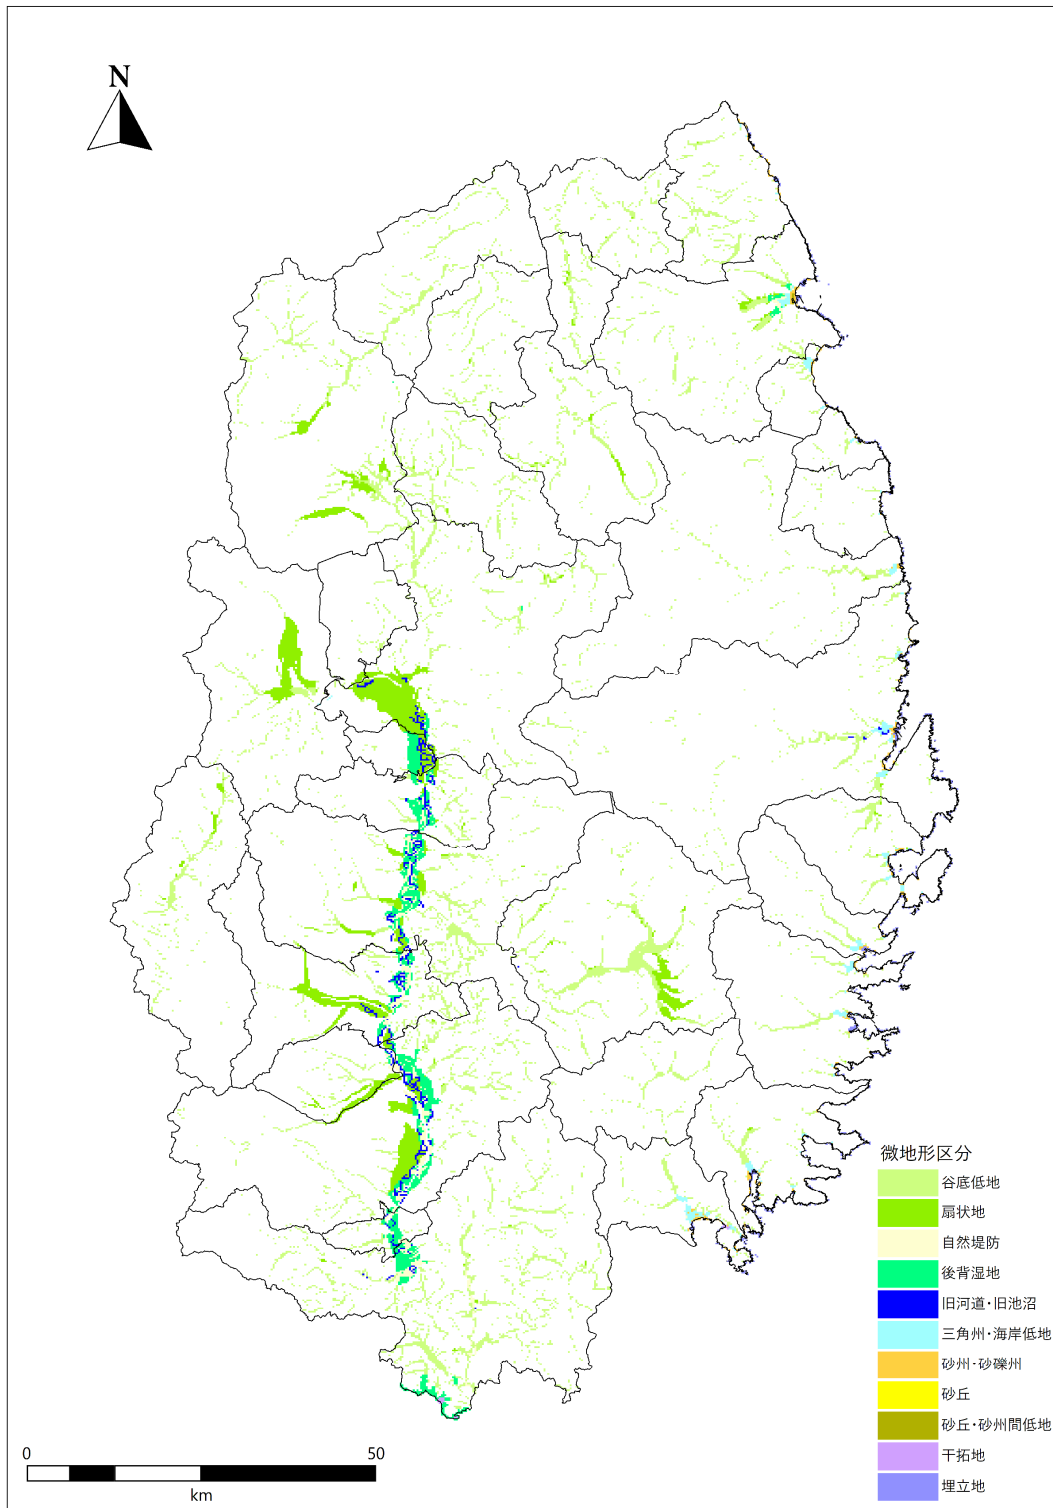 N
微地形区分
谷底低地
扇状地
自然堤防
後背湿地
旧河道・旧池沼
三角州・海岸低地
砂州・砂礫州
砂丘
砂丘・砂州間低地
干拓地
埋立地
0 50
km